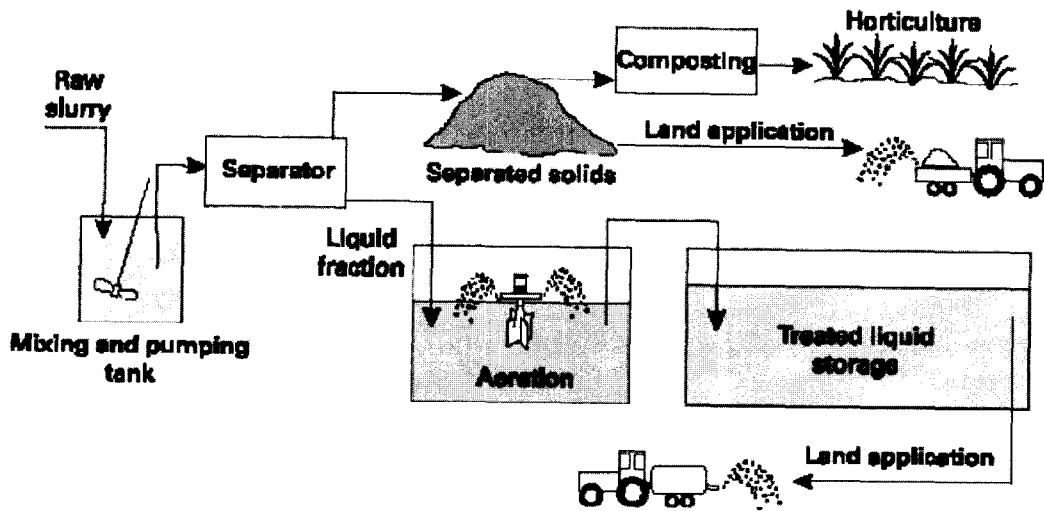 Horticulture
Composting
Raw
slurry
Land application
Separator
Separated solids
Liquid
fraction
Mixing and pumping
tank
Aeration
Treated liquid
storage
Land application